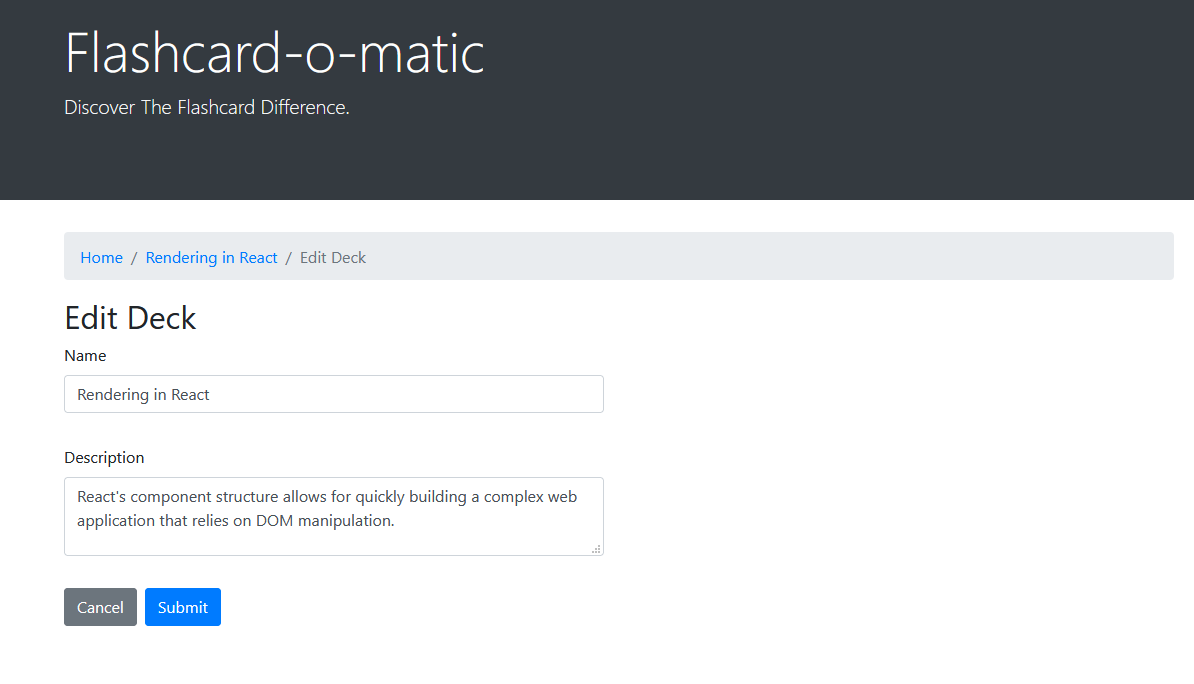 Flashcard-o-matic
Discover The Flashcard Difference.
Home / Rendering in React / Edit Deck
Edit Deck
Name
Rendering in React
Description
React's component structure allows for quickly building a complex web
application that relies on DOM manipulation.
Cancel Submit